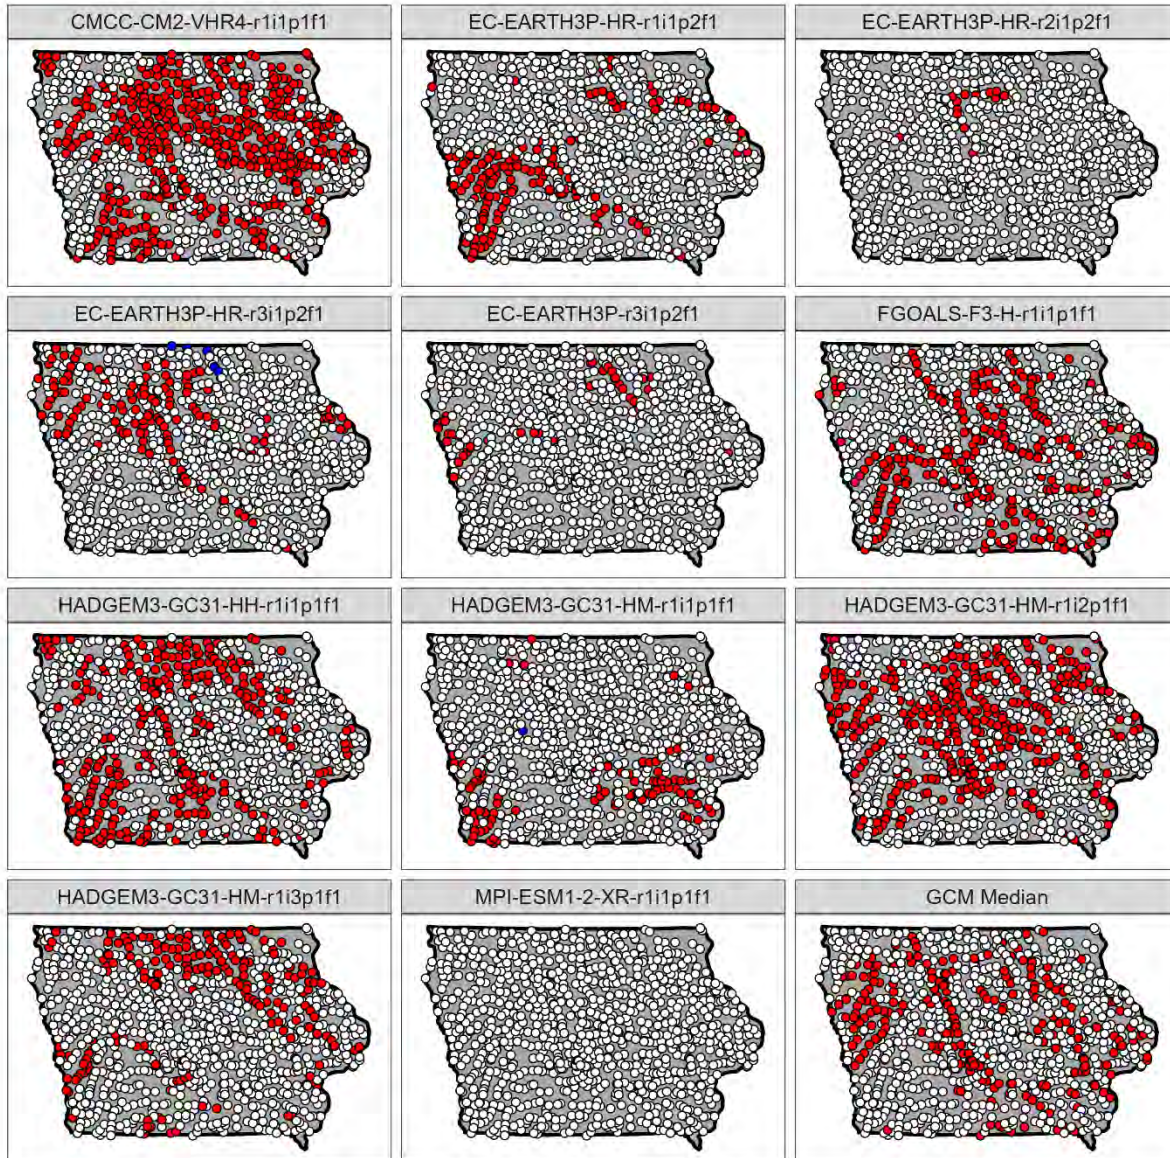 CMCC-CM2-VHR4-r1i1p1f1
EC-EARTH3P-HR-r1i1p2f1
EC-EARTH3P-HR-r2i1p2f1
EC-EARTH3P-HR-r3i1p2f1
EC-EARTH3P-r3i1p2f1
FGOALS-F3-H-r1i1p1f1
HADGEM3-GC31-HH-r1i1p1f1
HADGEM3-GC31-HM-r1i1p1f1
HADGEM3-GC31-HM-r1i2p1f1
HADGEM3-GC31-HM-r1i3p1f1
MPI-ESM1-2-XR-r1i1p1f1
GCM Median